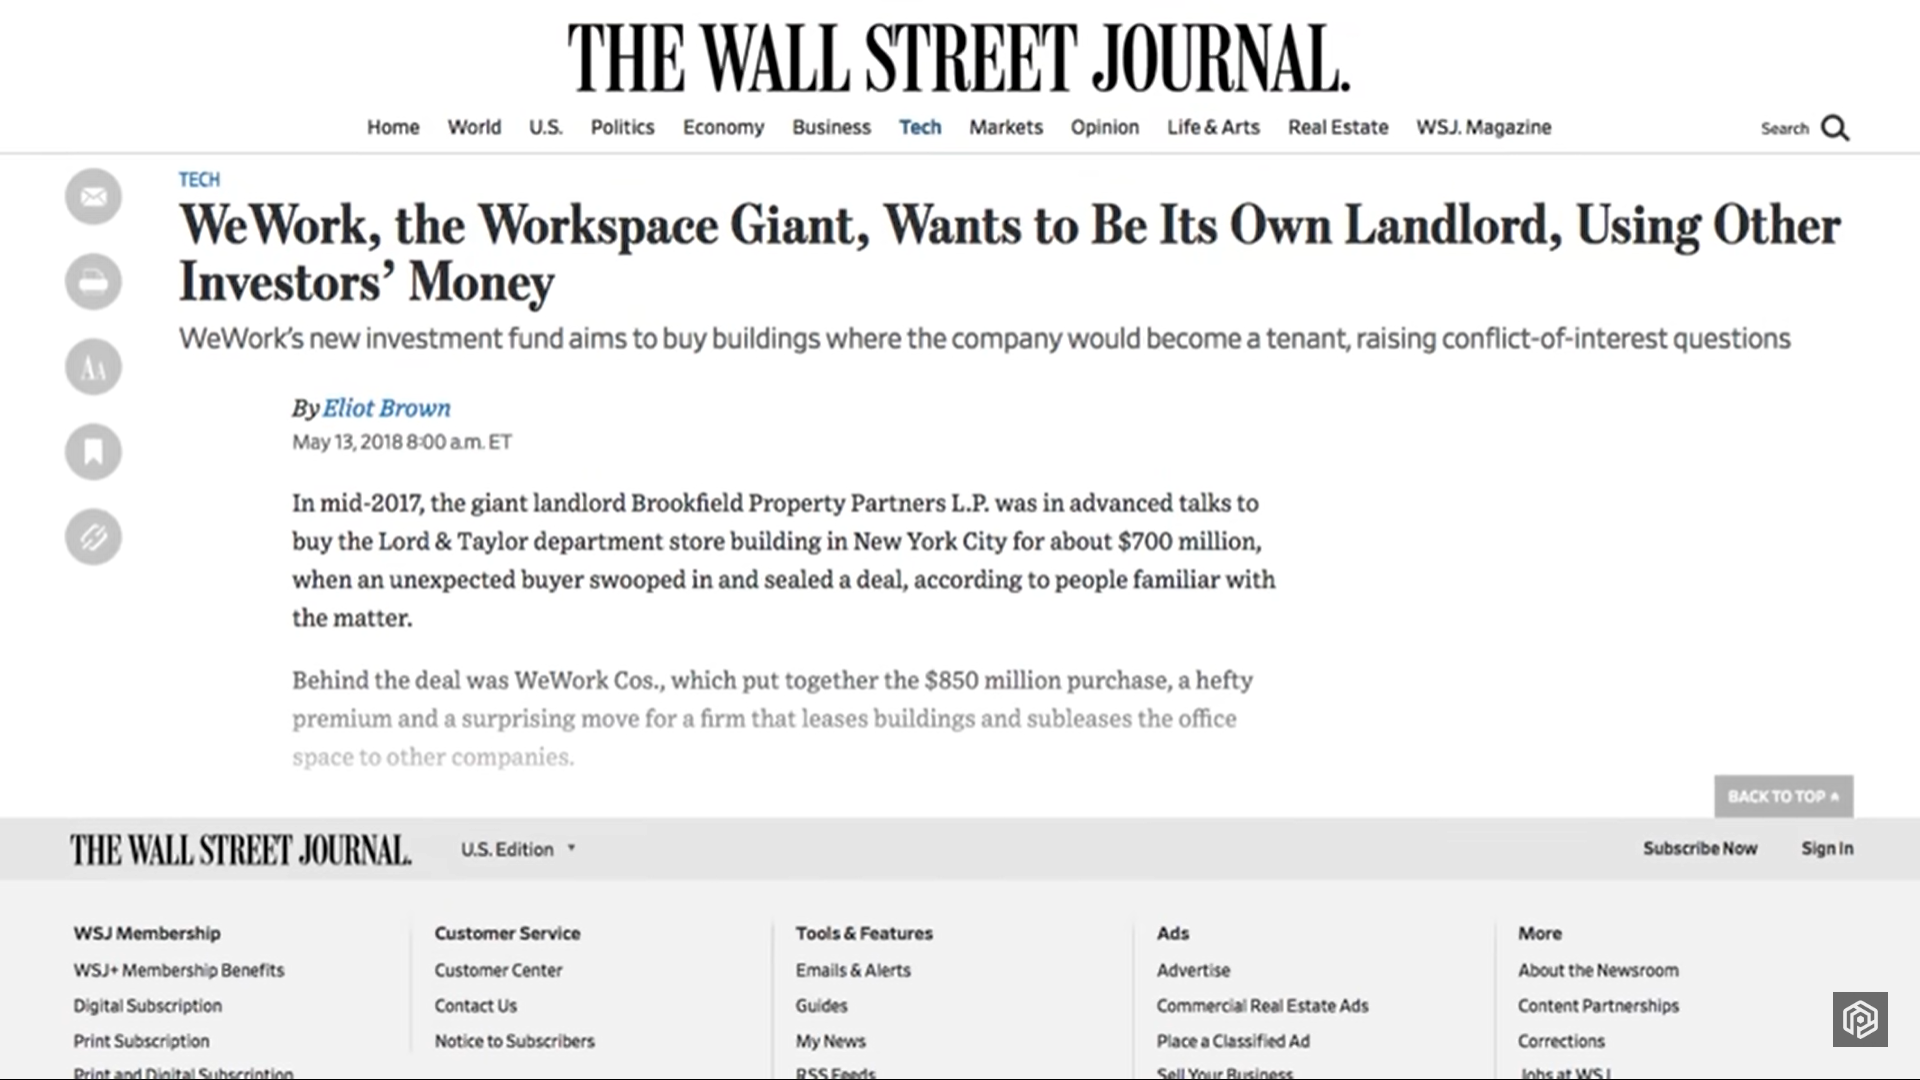 THE WALL STREET JOURNAL.
Home World U.S. Politics Economy Business Tech Markets Opinion Life & Arts Real Estate WSJ. Magazine Search
TECH
WeWork, the Workspace Giant, Wants to Be Its Own Landlord, Using Other
Investors’ Money
WeWork’s new investment fund aims to buy buildings where the company would become a tenant, raising conflict-of-interest questions
AA
By Eliot Brown
May 13, 2018 8:00 a.m. ET
In mid-2017, the giant landlord Brookfield Property Partners L.P. was in advanced talks to
buy the Lord & Taylor department store building in New York City for about $700 million,
when an unexpected buyer swooped in and sealed a deal, according to people familiar with
the matter.
Behind the deal was WeWork Cos., which put together the $850 million purchase, a hefty
premium and a surprising move for a firm that leases buildings and subleases the office
space to other companies.
BACK TO TOP
THE WALL STREET JOURNAL.
U.S. Edition
Subscribe Now Sign In
WSJ Membership
WSJ+ Membership Benefits
Digital Subscription
Print Subscription
Print and Digital Subscription
Customer Service
Customer Center
Contact Us
Notice to Subscribers
Tools & Features
Emails & Alerts
Guides
My News
RSS Feeds
Ads
Advertise
Commercial Real Estate Ads
Place a Classified Ad
Sell Your Business
More
About the Newsroom
Content Partnerships
Corrections
Jobs at WSJ